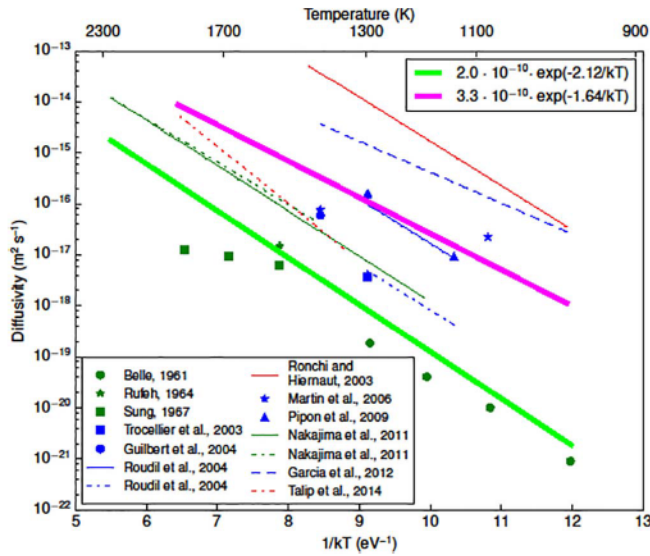 Temperature (K)
2300 1700 1300 1100 900
2.0 · 10⁻¹⁰ · exp(-2.12/kT)
3.3 · 10⁻¹⁰ · exp(-1.64/kT)
10⁻¹³
10⁻¹⁴
10⁻¹⁵
10⁻¹⁶
10⁻¹⁷
10⁻¹⁸
10⁻¹⁹
10⁻²⁰
10⁻²¹
10⁻²²
Diffusivity (m² s⁻¹)
Belle, 1961
Rufeh, 1964
Sung, 1967
Trocellier et al., 2003
Guilbert et al., 2004
Roudil et al., 2004
Roudil et al., 2004
Ronchi and
Hiernaut, 2003
Martin et al., 2006
Pipon et al., 2009
Nakajima et al., 2011
Nakajima et al., 2011
Garcia et al., 2012
Talip et al., 2014
5 6 7 8 9 10 11 12 13
1/kT (eV⁻¹)